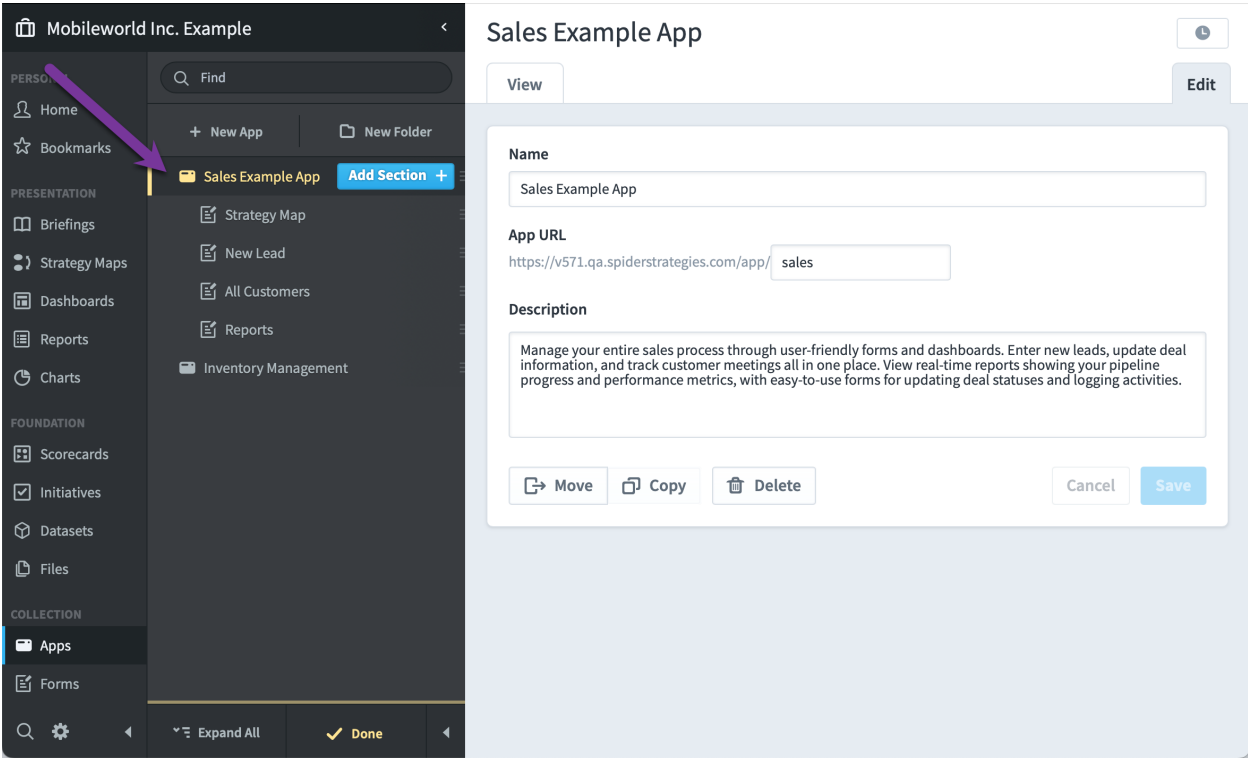 Mobileworld Inc. Example
PERSONAL
Home
Bookmarks
PRESENTATION
Briefings
Strategy Maps
Dashboards
Reports
Charts
FOUNDATION
Scorecards
Initiatives
Datasets
Files
COLLECTION
Apps
Forms
Find
New App
New Folder
Sales Example App
Add Section
Strategy Map
New Lead
All Customers
Reports
Inventory Management
Expand All
Done
Sales Example App
View
Edit
Name
Sales Example App
App URL
https://v571.qa.spiderstrategies.com/app/ sales
Description
Manage your entire sales process through user-friendly forms and dashboards. Enter new leads, update deal
information, and track customer meetings all in one place. View real-time reports showing your pipeline
progress and performance metrics, with easy-to-use forms for updating deal statuses and logging activities.
Move
Copy
Delete
Cancel
Save